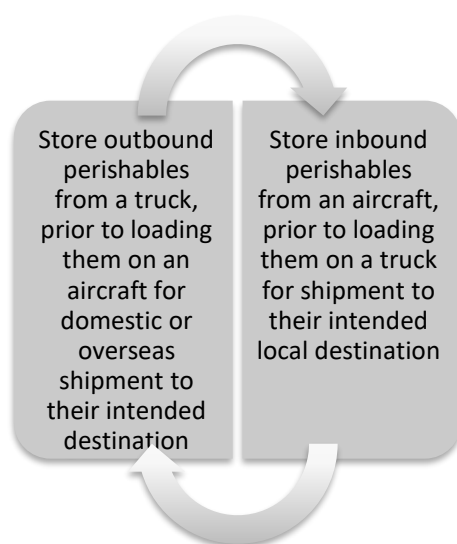 Store outbound
perishables
from a truck,
prior to loading
them on an
aircraft for
domestic or
overseas
shipment to
their intended
destination
Store inbound
perishables
from an aircraft,
prior to loading
them on a truck
for shipment to
their intended
local destination